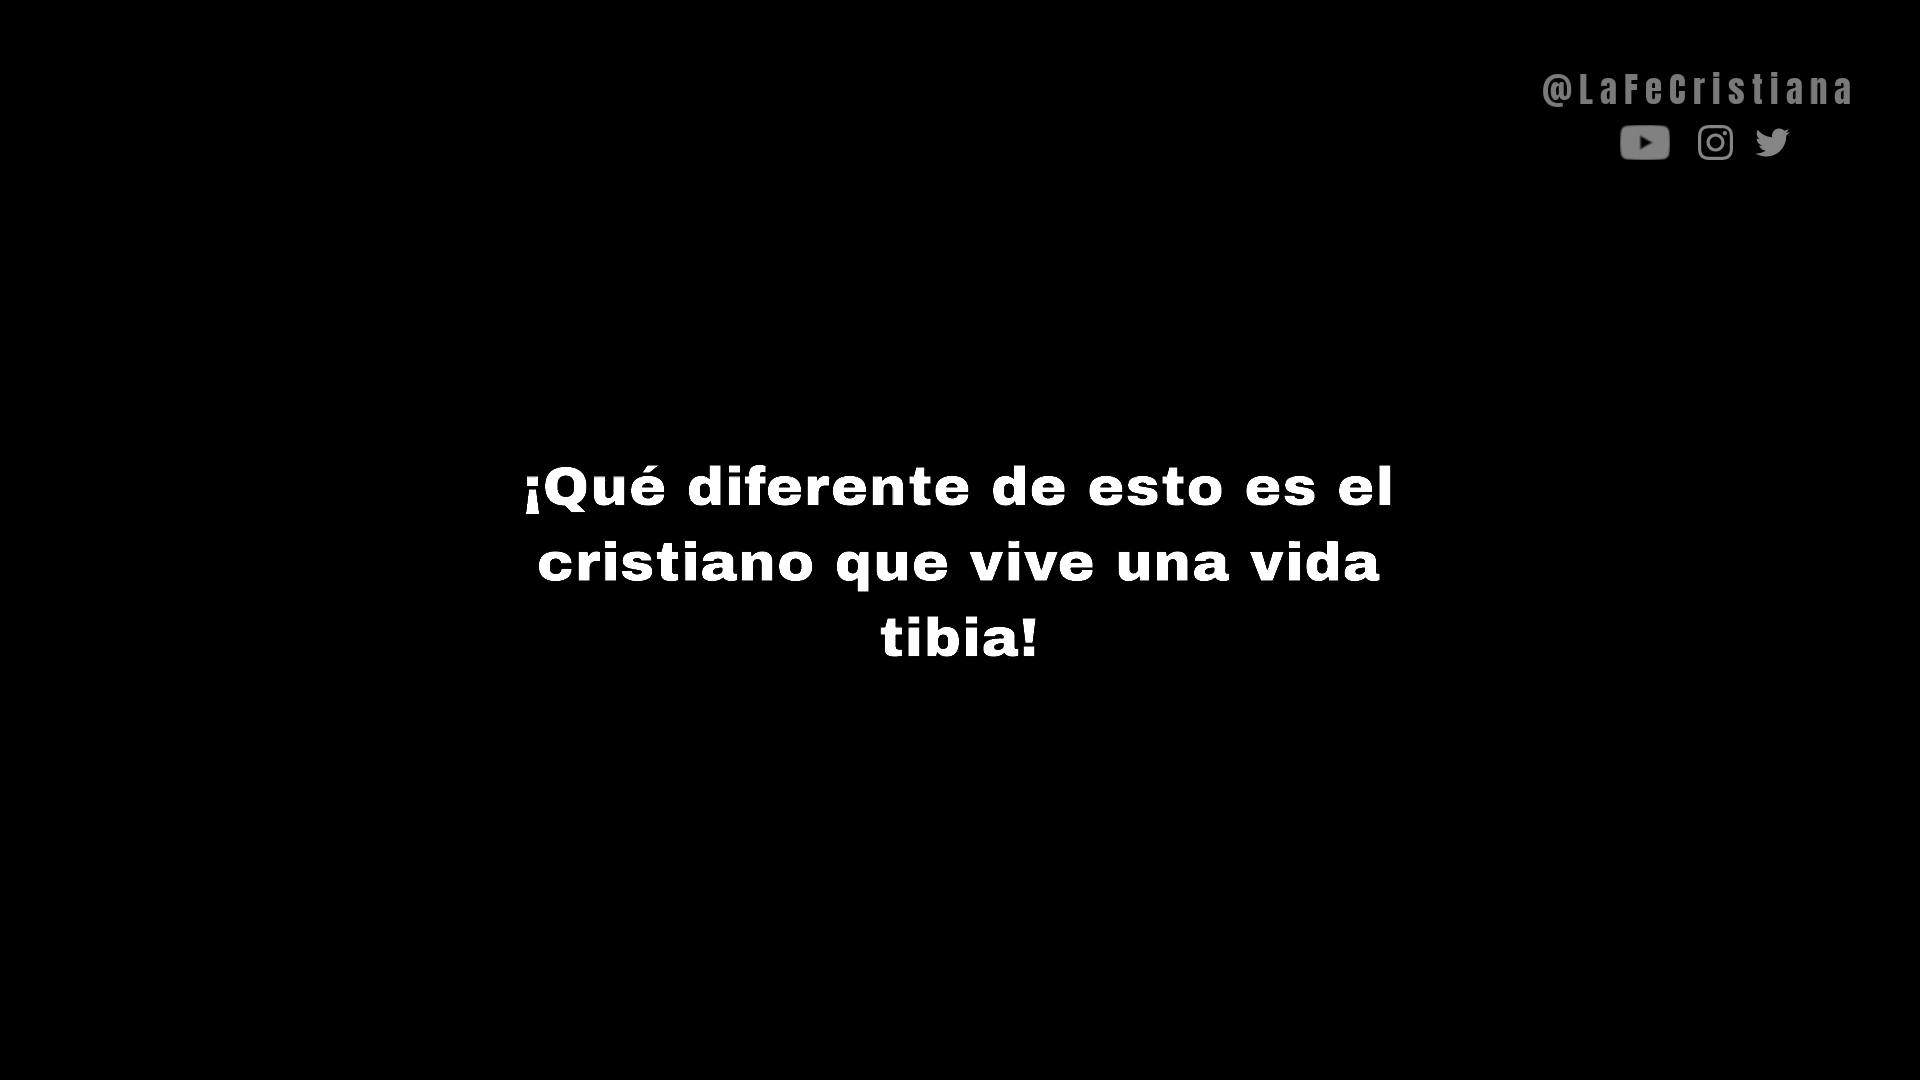 @LaFeCristiana
¡Qué diferente de esto es el
cristiano que vive una vida
tibia!